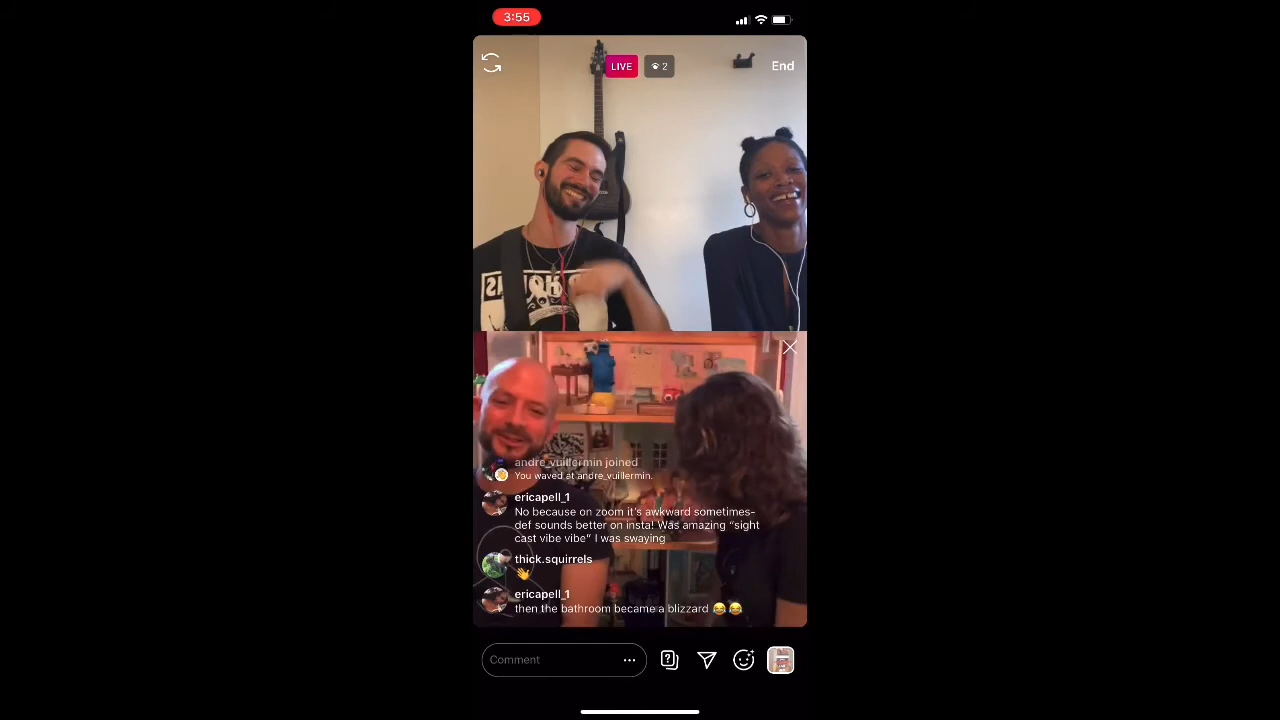 3:55
LIVE 2
End
andre_vuillermin joined
You waved at andre_vuillermin.
ericapell_1
No because on zoom it's awkward sometimes-
def sounds better on insta! Was amazing “sight
cast vibe vibe” I was swaying
thick.squirrels
👋
ericapell_1
then the bathroom became a blizzard 😂 😂
Comment